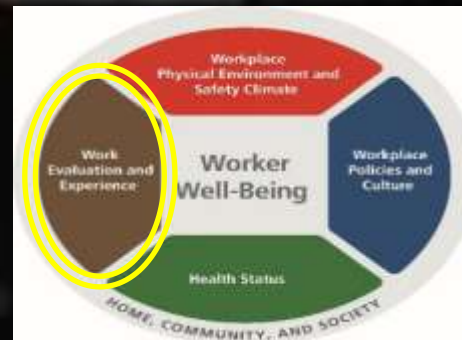 Workplace
Physical Environment and
Safety Climate
Work
Evaluation and
Experience
Worker
Well-Being
Workplace
Policies and
Culture
Health Status
HOME, COMMUNITY, AND SOCIETY